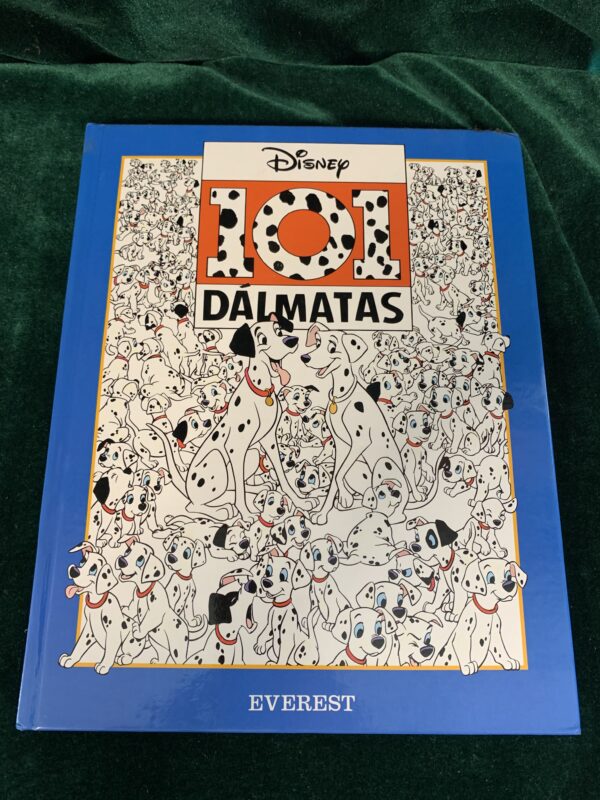 Disney
101
DÁLMATAS
EVEREST